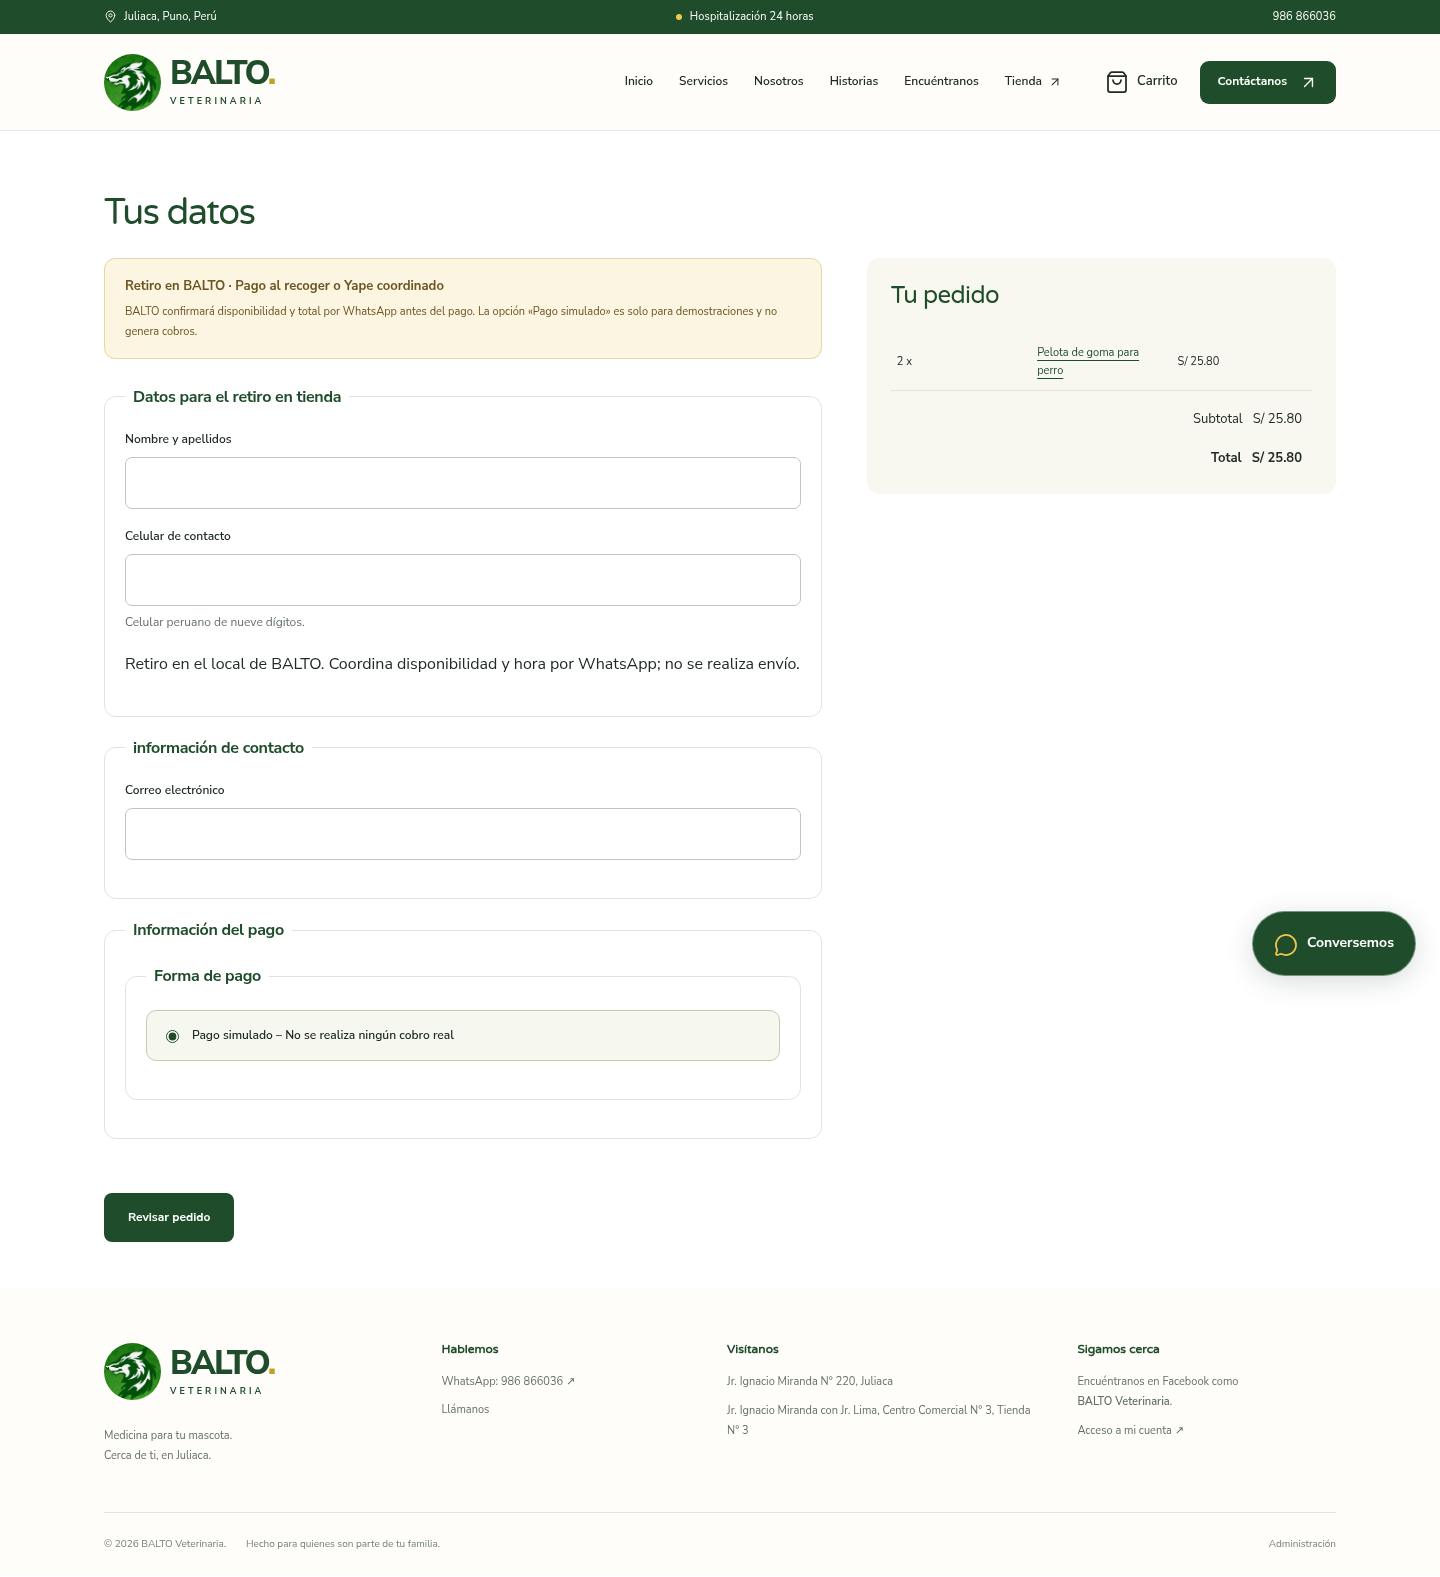 Juliaca, Puno, Perú
Hospitalización 24 horas
986 866036
BALTO.
VETERINARIA
Inicio
Servicios
Nosotros
Historias
Encuéntranos
Tienda ↗
Carrito
Contáctanos ↗
Tus datos
Retiro en BALTO · Pago al recoger o Yape coordinado
BALTO confirmará disponibilidad y total por WhatsApp antes del pago. La opción «Pago simulado» es solo para demostraciones y no
genera cobros.
Datos para el retiro en tienda
Nombre y apellidos
Celular de contacto
Celular peruano de nueve dígitos.
Retiro en el local de BALTO. Coordina disponibilidad y hora por WhatsApp; no se realiza envío.
información de contacto
Correo electrónico
Información del pago
Forma de pago
Pago simulado – No se realiza ningún cobro real
Revisar pedido
Tu pedido
2 x
Pelota de goma para
perro
S/ 25.80
Subtotal S/ 25.80
Total S/ 25.80
Conversemos
BALTO.
VETERINARIA
Medicina para tu mascota.
Cerca de ti, en Juliaca.
Hablemos
WhatsApp: 986 866036 ↗
Llámanos
Visítanos
Jr. Ignacio Miranda N° 220, Juliaca
Jr. Ignacio Miranda con Jr. Lima, Centro Comercial N° 3, Tienda
N° 3
Sigamos cerca
Encuéntranos en Facebook como
BALTO Veterinaria.
Acceso a mi cuenta ↗
© 2026 BALTO Veterinaria.
Hecho para quienes son parte de tu familia.
Administración